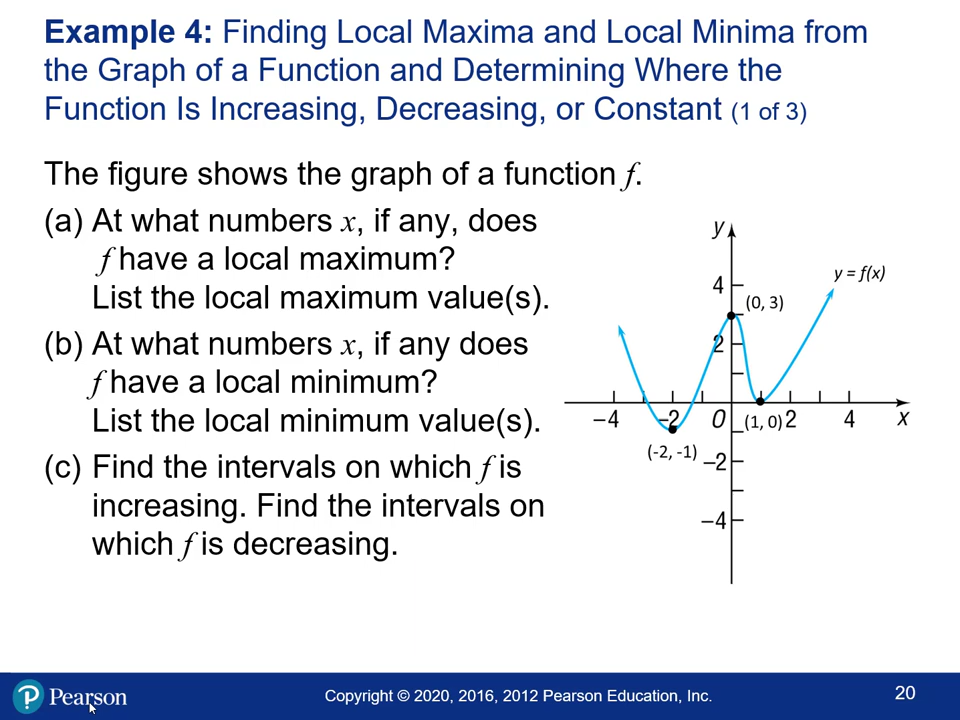 Example 4: Finding Local Maxima and Local Minima from
the Graph of a Function and Determining Where the
Function Is Increasing, Decreasing, or Constant (1 of 3)
The figure shows the graph of a function f.
(a) At what numbers x, if any, does
f have a local maximum?
List the local maximum value(s).
(b) At what numbers x, if any does
f have a local minimum?
List the local minimum value(s).
(c) Find the intervals on which f is
increasing. Find the intervals on
which f is decreasing.
y
y = f(x)
4
(0, 3)
2
–4 –2 O (1, 0) 2 4 x
(-2, -1)
–2
–4
Pearson
Copyright © 2020, 2016, 2012 Pearson Education, Inc.
20